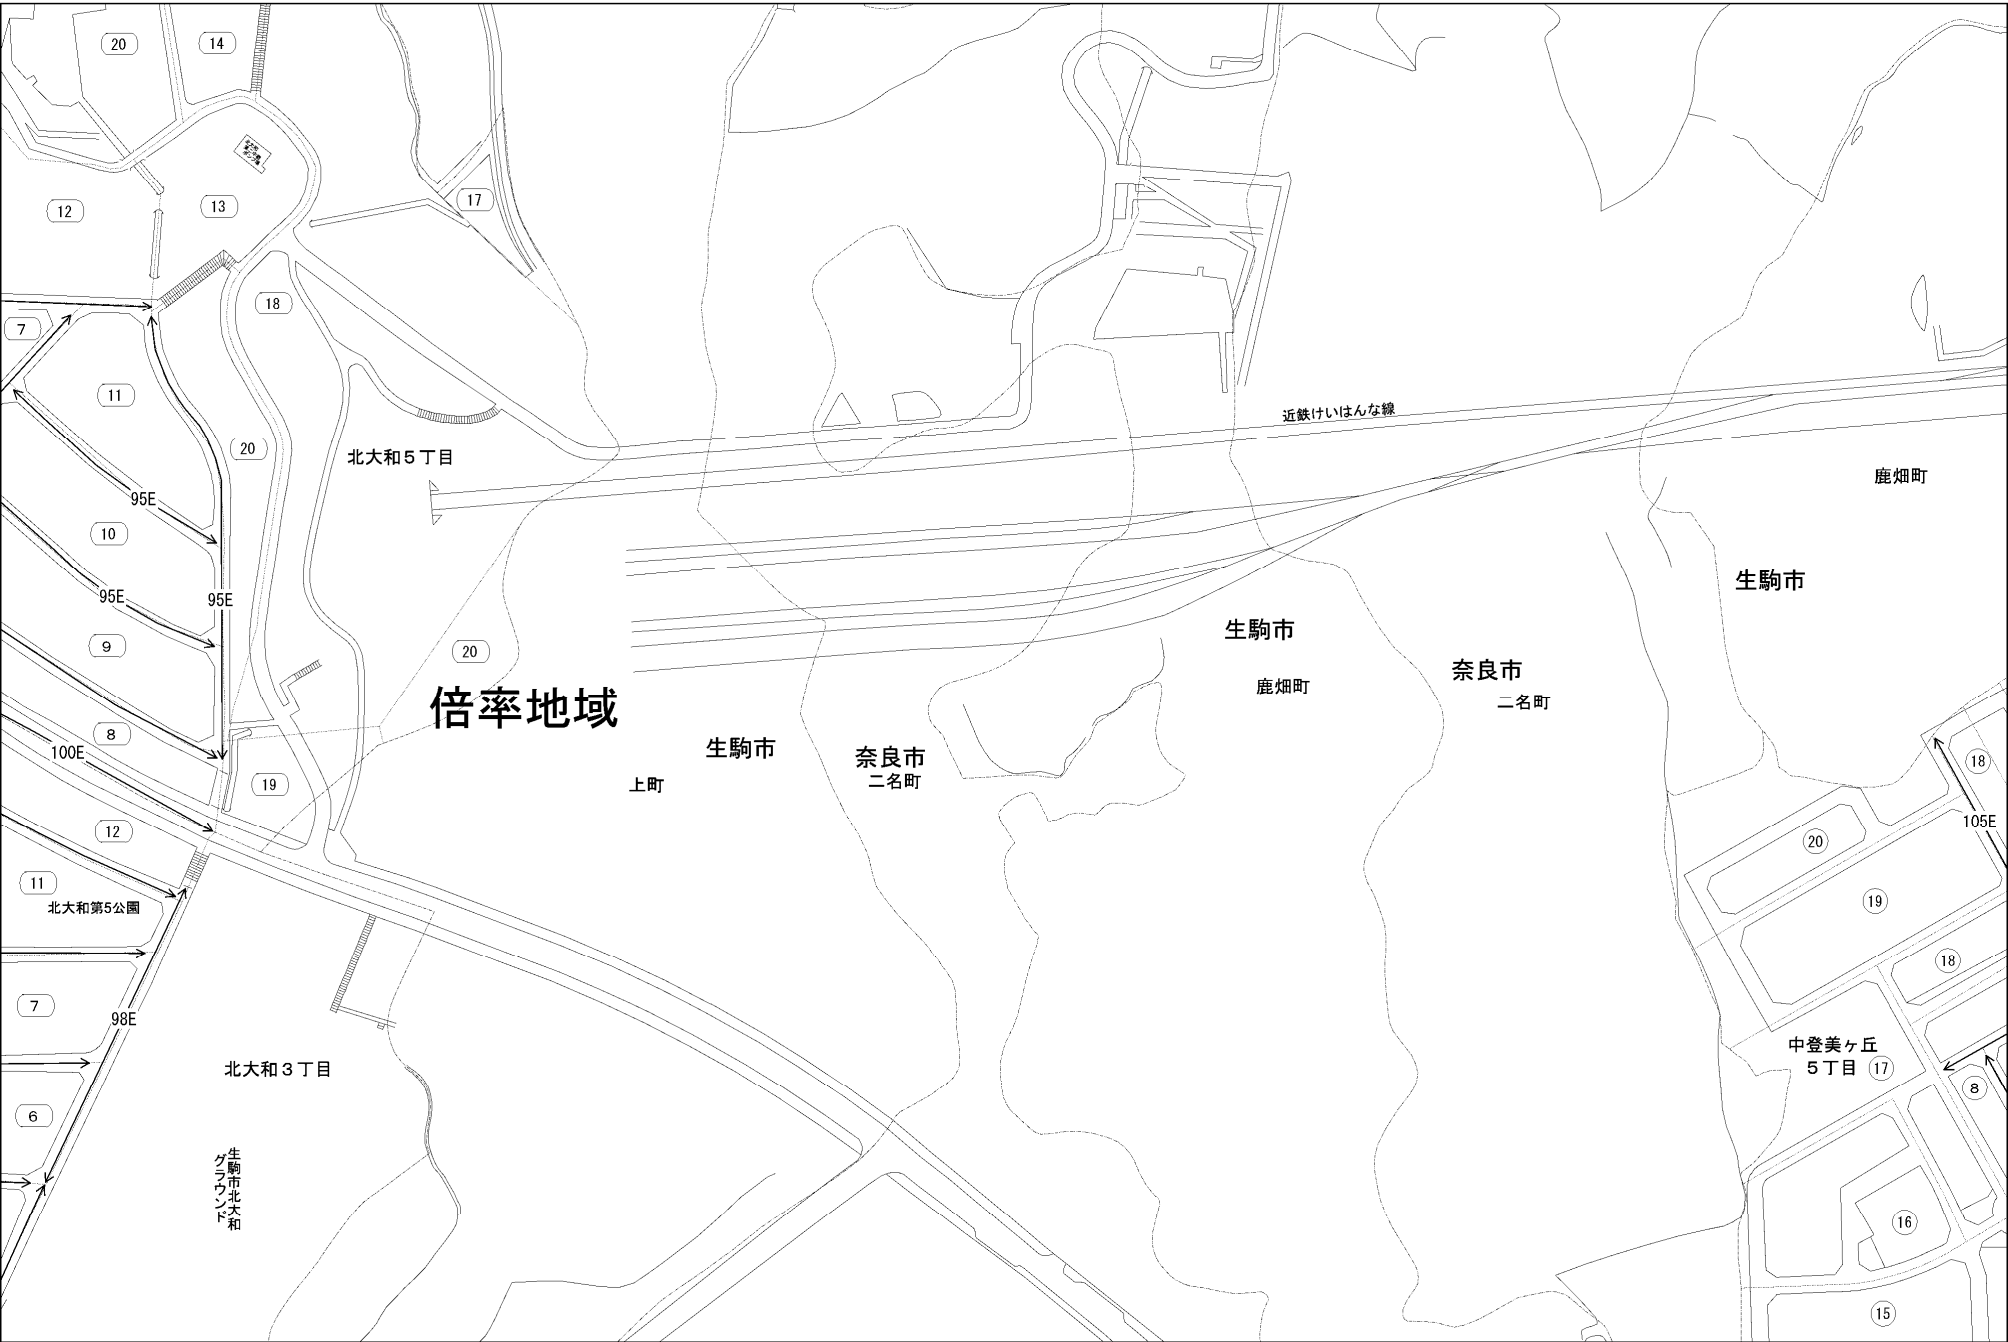 20
14
12
13
17
18
7
11
近鉄けいはんな線
20
北大和5丁目
鹿畑町
95E
10
生駒市
95E
95E
生駒市
9
20
奈良市
鹿畑町
倍率地域
二名町
8
生駒市
100E
奈良市
18
19
上町
二名町
105E
12
20
11
19
北大和第5公園
18
7
98E
中登美ヶ丘
5丁目
17
北大和3丁目
8
6
生駒市北大和
グラウンド
16
15